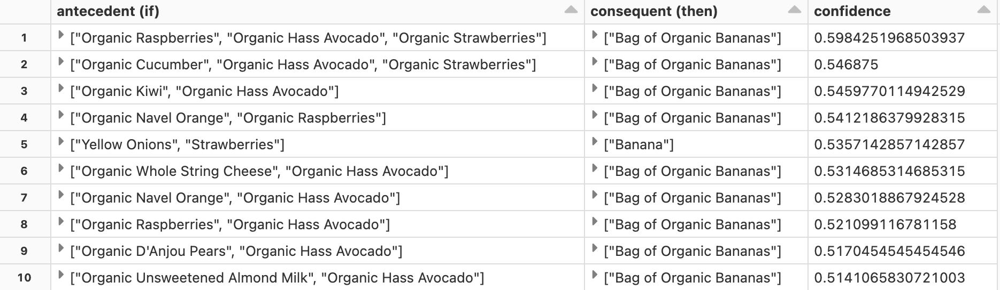 antecedent (if) consequent (then) confidence
1 ["Organic Raspberries", "Organic Hass Avocado", "Organic Strawberries"] ["Bag of Organic Bananas"] 0.5984251968503937
2 ["Organic Cucumber", "Organic Hass Avocado", "Organic Strawberries"] ["Bag of Organic Bananas"] 0.546875
3 ["Organic Kiwi", "Organic Hass Avocado"] ["Bag of Organic Bananas"] 0.5459770114942529
4 ["Organic Navel Orange", "Organic Raspberries"] ["Bag of Organic Bananas"] 0.5412186379928315
5 ["Yellow Onions", "Strawberries"] ["Banana"] 0.5357142857142857
6 ["Organic Whole String Cheese", "Organic Hass Avocado"] ["Bag of Organic Bananas"] 0.5314685314685315
7 ["Organic Navel Orange", "Organic Hass Avocado"] ["Bag of Organic Bananas"] 0.5283018867924528
8 ["Organic Raspberries", "Organic Hass Avocado"] ["Bag of Organic Bananas"] 0.521099116781158
9 ["Organic D'Anjou Pears", "Organic Hass Avocado"] ["Bag of Organic Bananas"] 0.5170454545454546
10 ["Organic Unsweetened Almond Milk", "Organic Hass Avocado"] ["Bag of Organic Bananas"] 0.5141065830721003